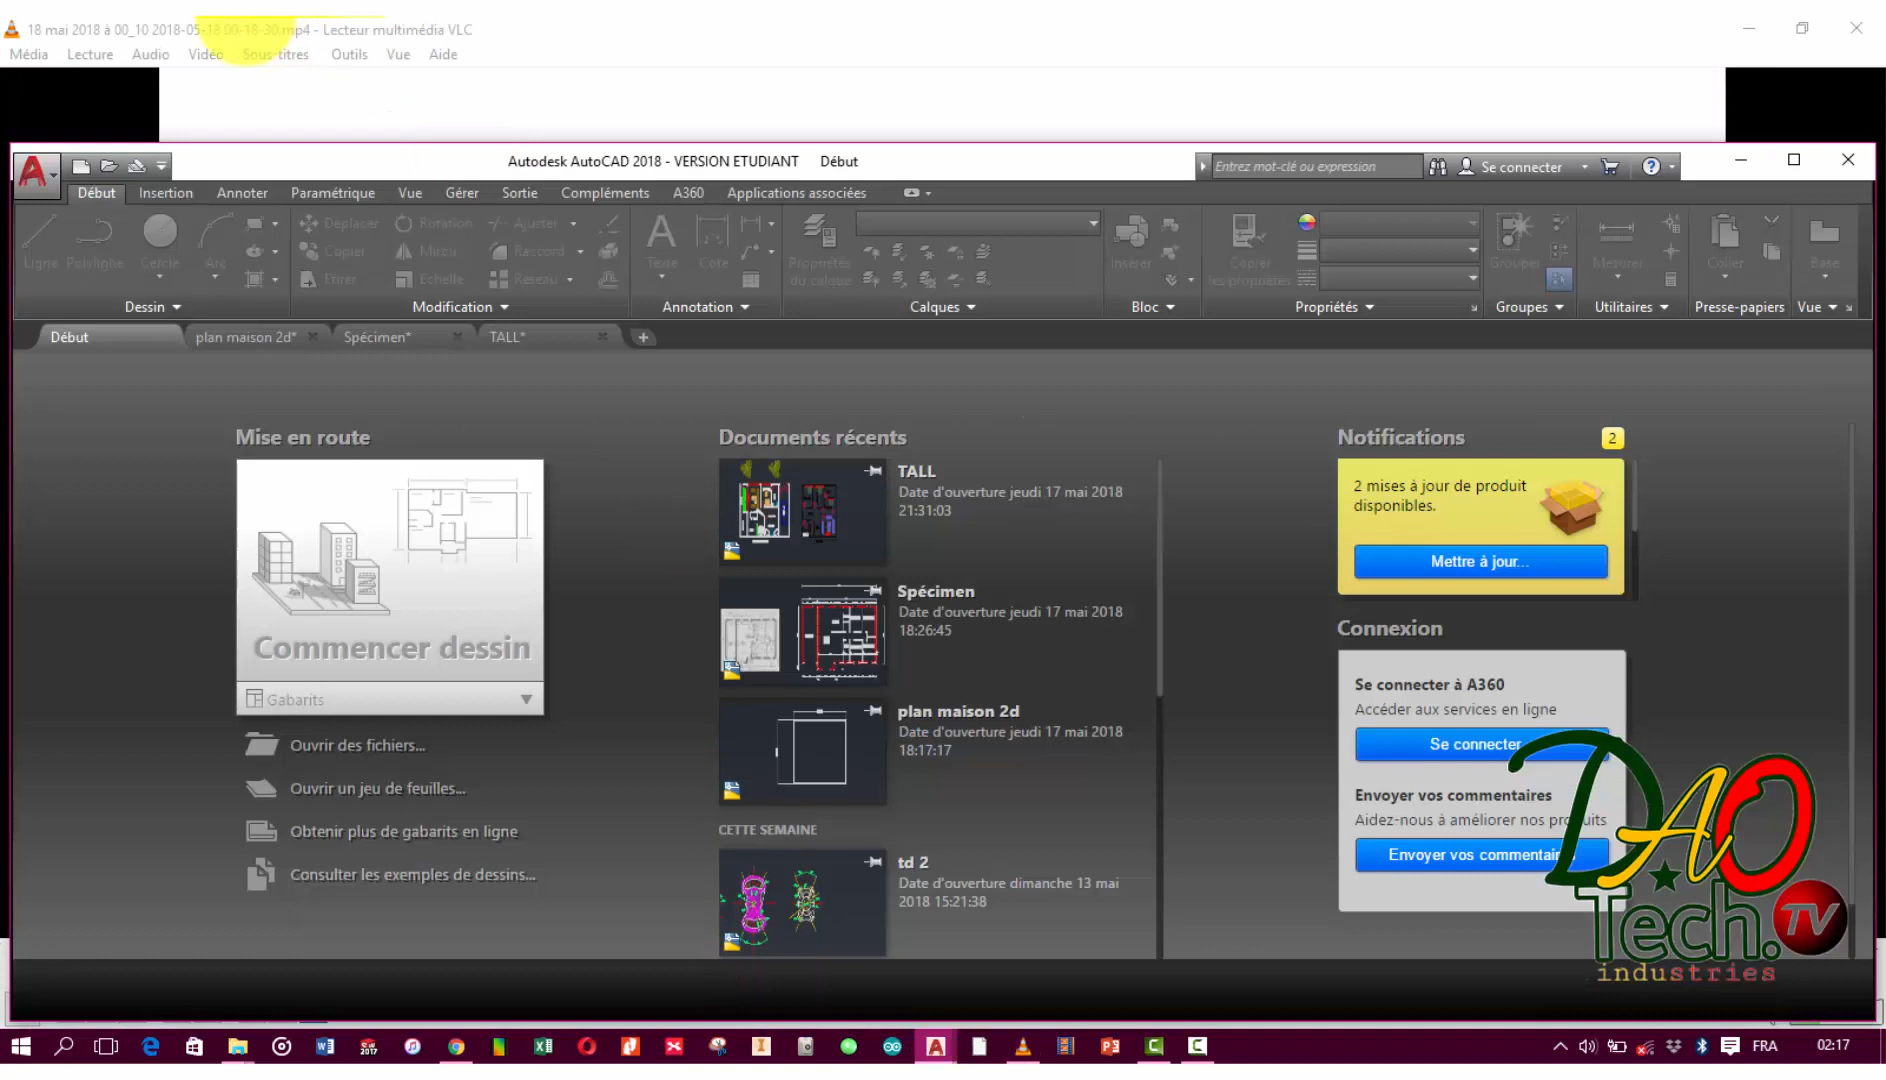 18 mai 2018 à 00_10 2018-05-18 00-18-30.mp4 - Lecteur multimédia VLC
Média Lecture Audio Vidéo Sous-titres Outils Vue Aide
Autodesk AutoCAD 2018 - VERSION ETUDIANT Début
Entrez mot-clé ou expression
Se connecter
Début Insertion Annoter Paramétrique Vue Gérer Sortie Compléments A360 Applications associées
Ligne Polyligne Cercle Arc
Déplacer Rotation Ajuster
Copier Miroir Raccord
Etirer Echelle Réseau
Texte Cote
Propriétés du calque
Insérer
Copier les propriétés
Grouper
Mesurer
Coller
Base
Dessin Modification Annotation Calques Bloc Propriétés Groupes Utilitaires Presse-papiers Vue
Début plan maison 2d* Spécimen* TALL*
Mise en route
Commencer dessin
Gabarits
Ouvrir des fichiers...
Ouvrir un jeu de feuilles...
Obtenir plus de gabarits en ligne
Consulter les exemples de dessins...
Documents récents
TALL
Date d'ouverture jeudi 17 mai 2018
21:31:03
Spécimen
Date d'ouverture jeudi 17 mai 2018
18:26:45
plan maison 2d
Date d'ouverture jeudi 17 mai 2018
18:17:17
CETTE SEMAINE
td 2
Date d'ouverture dimanche 13 mai
2018 15:21:38
Notifications 2
2 mises à jour de produit
disponibles.
Mettre à jour...
Connexion
Se connecter à A360
Accéder aux services en ligne
Se connecter
Envoyer vos commentaires
Aidez-nous à améliorer nos produits
Envoyer vos commentaires
DAO
Tech.
TV
industries
FRA 02:17